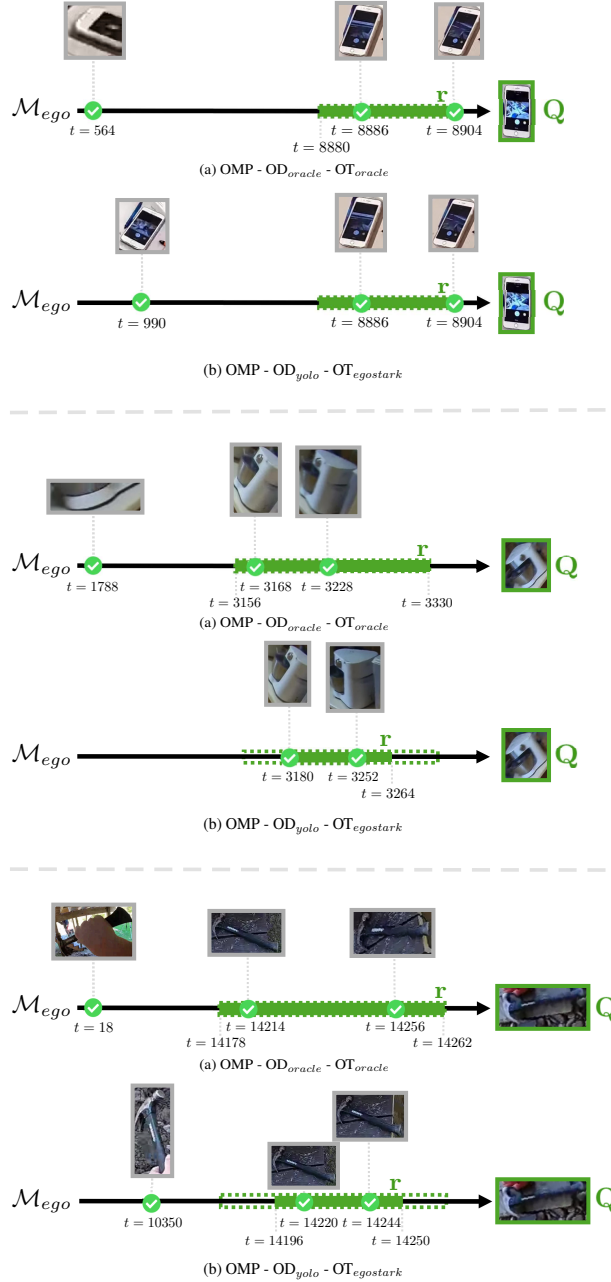 M_ego r Q
t = 564 t = 8886 t = 8904
t = 8880
(a) OMP - OD_oracle - OT_oracle
M_ego r Q
t = 990 t = 8886 t = 8904
(b) OMP - OD_yolo - OT_egostark
M_ego r Q
t = 1788 t = 3168 t = 3228
t = 3156 t = 3330
(a) OMP - OD_oracle - OT_oracle
M_ego r Q
t = 3180 t = 3252
t = 3264
(b) OMP - OD_yolo - OT_egostark
M_ego r Q
t = 18 t = 14214 t = 14256
t = 14178 t = 14262
(a) OMP - OD_oracle - OT_oracle
M_ego r Q
t = 10350 t = 14220 t = 14244
t = 14196 t = 14250
(b) OMP - OD_yolo - OT_egostark